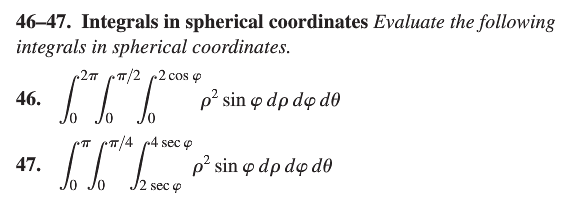 46–47. Integrals in spherical coordinates Evaluate the following
integrals in spherical coordinates.
46. ∫₀^{2π} ∫₀^{π/2} ∫₀^{2 cos φ} ρ² sin φ dρ dφ dθ
47. ∫₀^{π} ∫₀^{π/4} ∫_{2 sec φ}^{4 sec φ} ρ² sin φ dρ dφ dθ